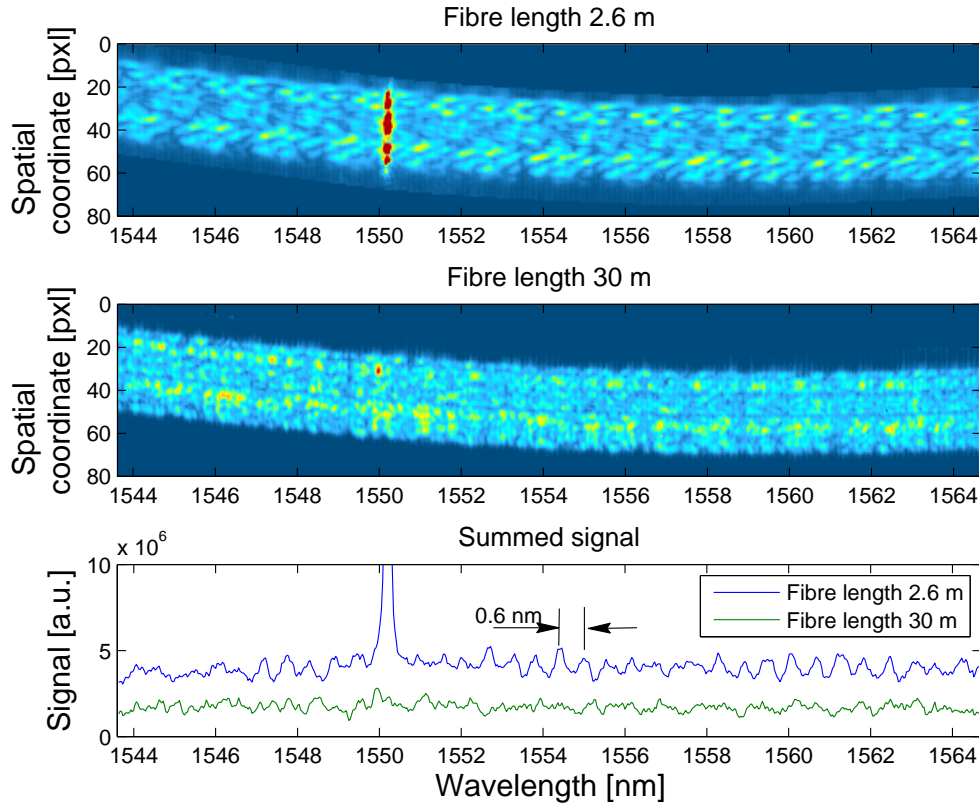 Fibre length 2.6 m
Spatial
coordinate [pxl]
0
20
40
60
80
1544 1546 1548 1550 1552 1554 1556 1558 1560 1562 1564
Fibre length 30 m
Spatial
coordinate [pxl]
0
20
40
60
80
1544 1546 1548 1550 1552 1554 1556 1558 1560 1562 1564
Summed signal
x 10^6
Signal [a.u.]
10
5
0
0.6 nm
Fibre length 2.6 m
Fibre length 30 m
1544 1546 1548 1550 1552 1554 1556 1558 1560 1562 1564
Wavelength [nm]